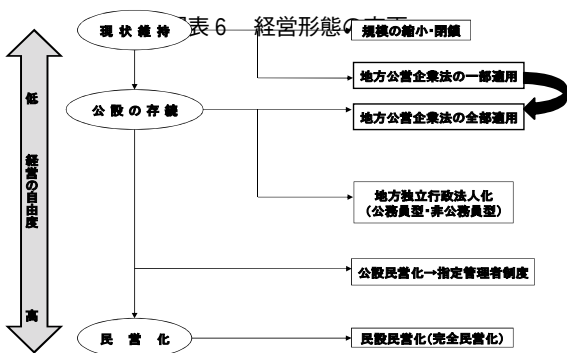 表６　経営形態の
現状維持
規模の縮小・閉鎖
地方公営企業法の一部適用
低
公設の存続
地方公営企業法の全部適用
経営の自由度
地方独立行政法人化
（公務員型・非公務員型）
公設民営化→指定管理者制度
高
民営化
民設民営化（完全民営化）